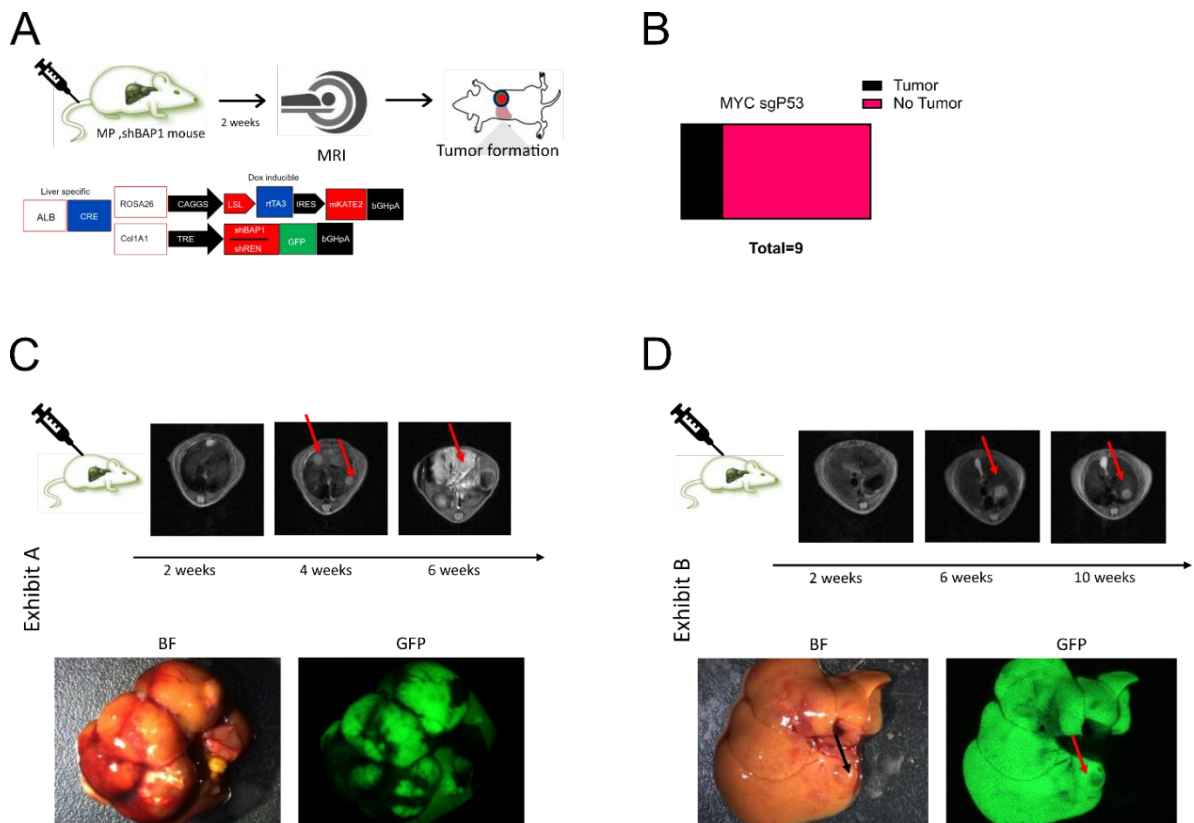 A
MP ,shBAP1 mouse
2 weeks
MRI
Tumor formation
Liver specific
Dox inducible
ALB CRE
ROSA26 CAGGS LSL rtTA3 IRES mKATE2 bGHpA
Col1A1 TRE shBAP1 shREN GFP bGHpA
B
MYC sgP53
Tumor
No Tumor
Total=9
C
Exhibit A
2 weeks 4 weeks 6 weeks
BF GFP
D
Exhibit B
2 weeks 6 weeks 10 weeks
BF GFP